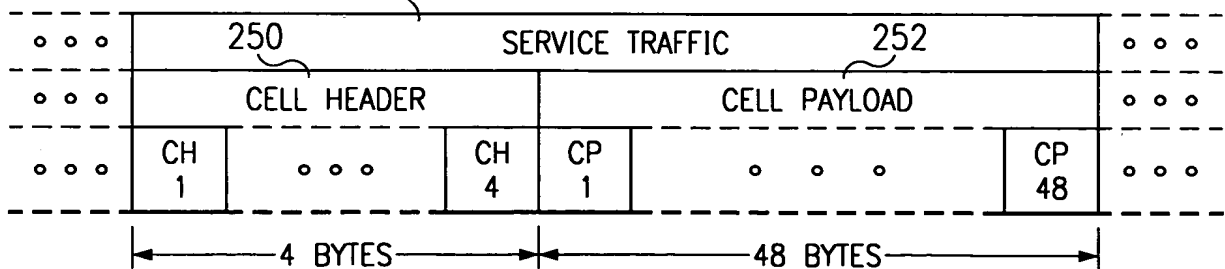 250 SERVICE TRAFFIC 252
CELL HEADER CELL PAYLOAD
CH 1 CH 4 CP 1 CP 48
4 BYTES 48 BYTES